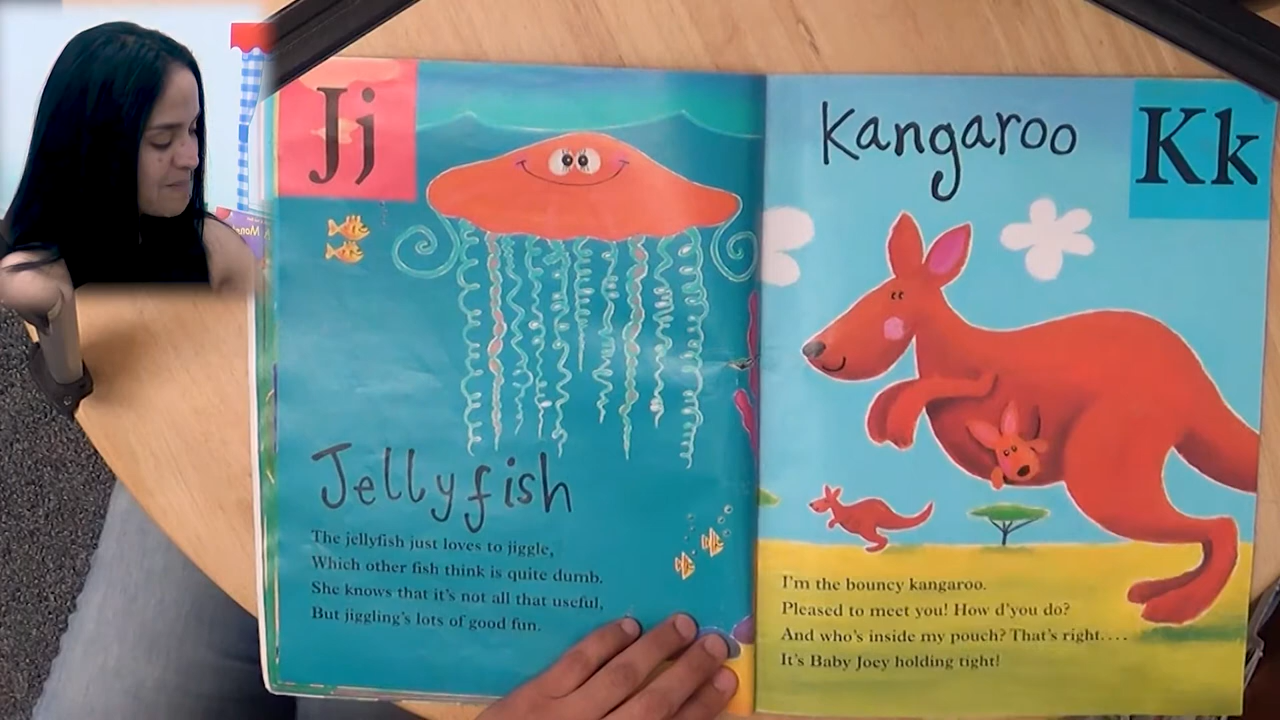 Jj
Jellyfish
The jellyfish just loves to jiggle,
Which other fish think is quite dumb.
She knows that it's not all that useful,
But jiggling's lots of good fun.
Kangaroo
Kk
I'm the bouncy kangaroo.
Pleased to meet you! How d'you do?
And who's inside my pouch? That's right....
It's Baby Joey holding tight!